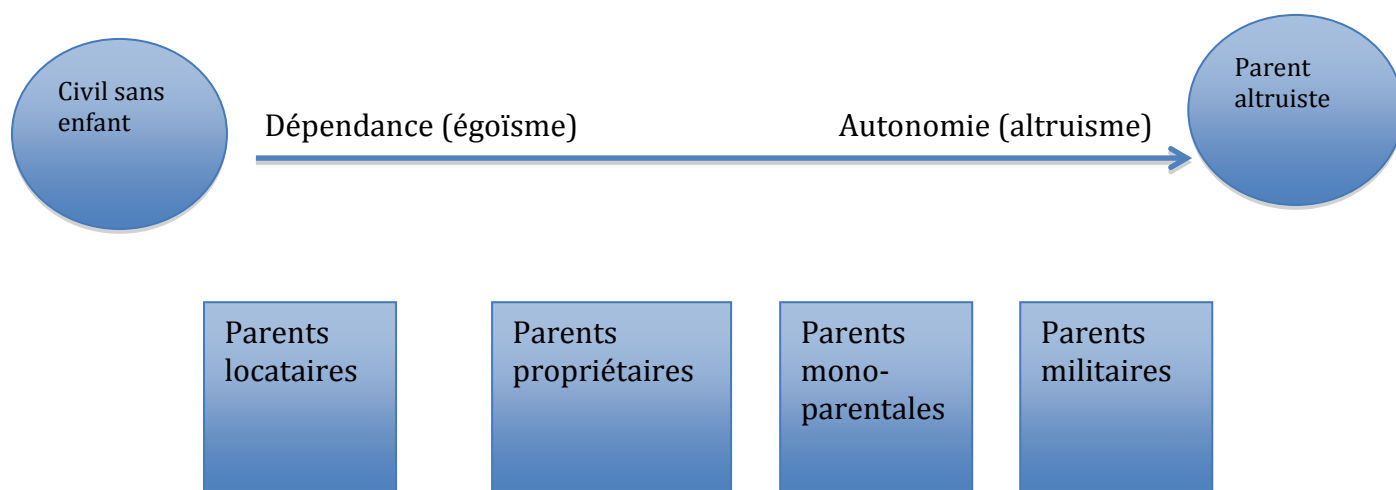 Civil sans
enfant
Dépendance (égoïsme)
Autonomie (altruisme)
Parent
altruiste
Parents
locataires
Parents
propriétaires
Parents
mono-
parentales
Parents
militaires